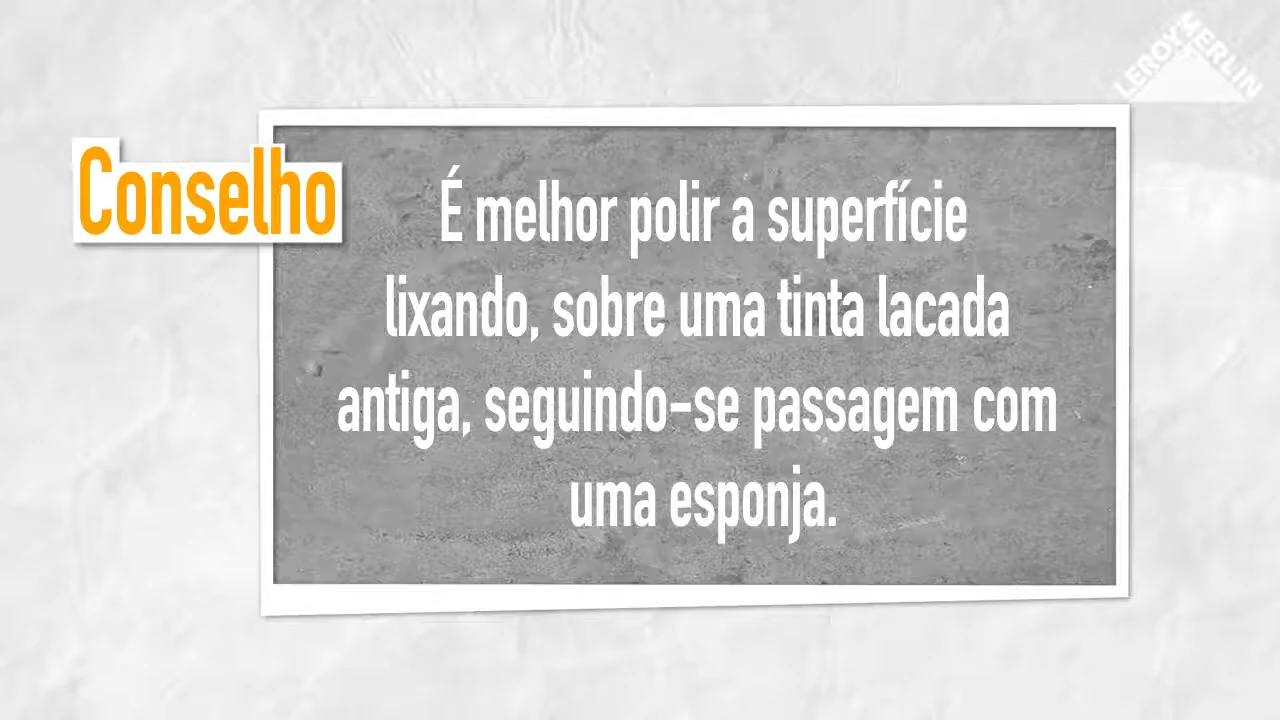 LEROY MERLIN
Conselho
É melhor polir a superfície
lixando, sobre uma tinta lacada
antiga, seguindo-se passagem com
uma esponja.